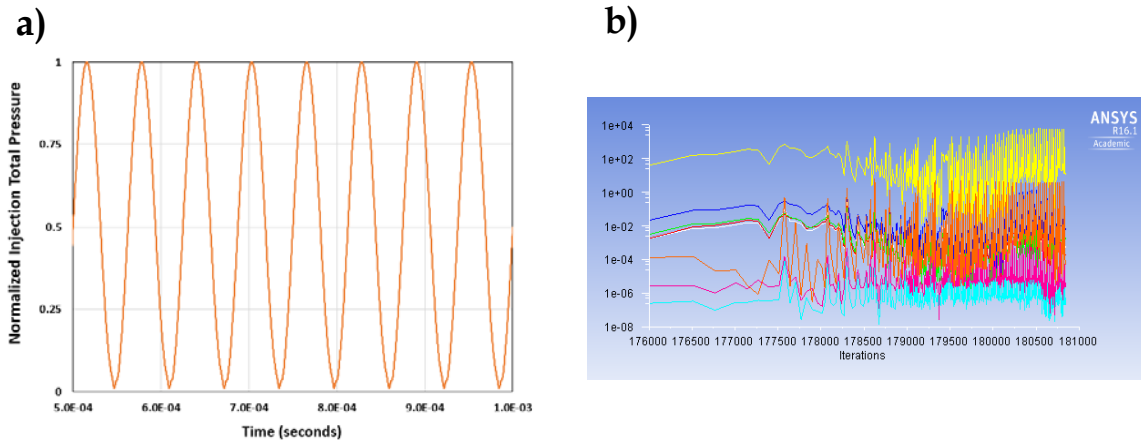 a)
Normalized Injection Total Pressure
1
0.75
0.5
0.25
0
5.0E-04 6.0E-04 7.0E-04 8.0E-04 9.0E-04 1.0E-03
Time (seconds)
b)
ANSYS
R16.1
Academic
1e+04
1e+02
1e+00
1e-02
1e-04
1e-06
1e-08
176000 176500 177000 177500 178000 178500 179000 179500 180000 180500 181000
Iterations